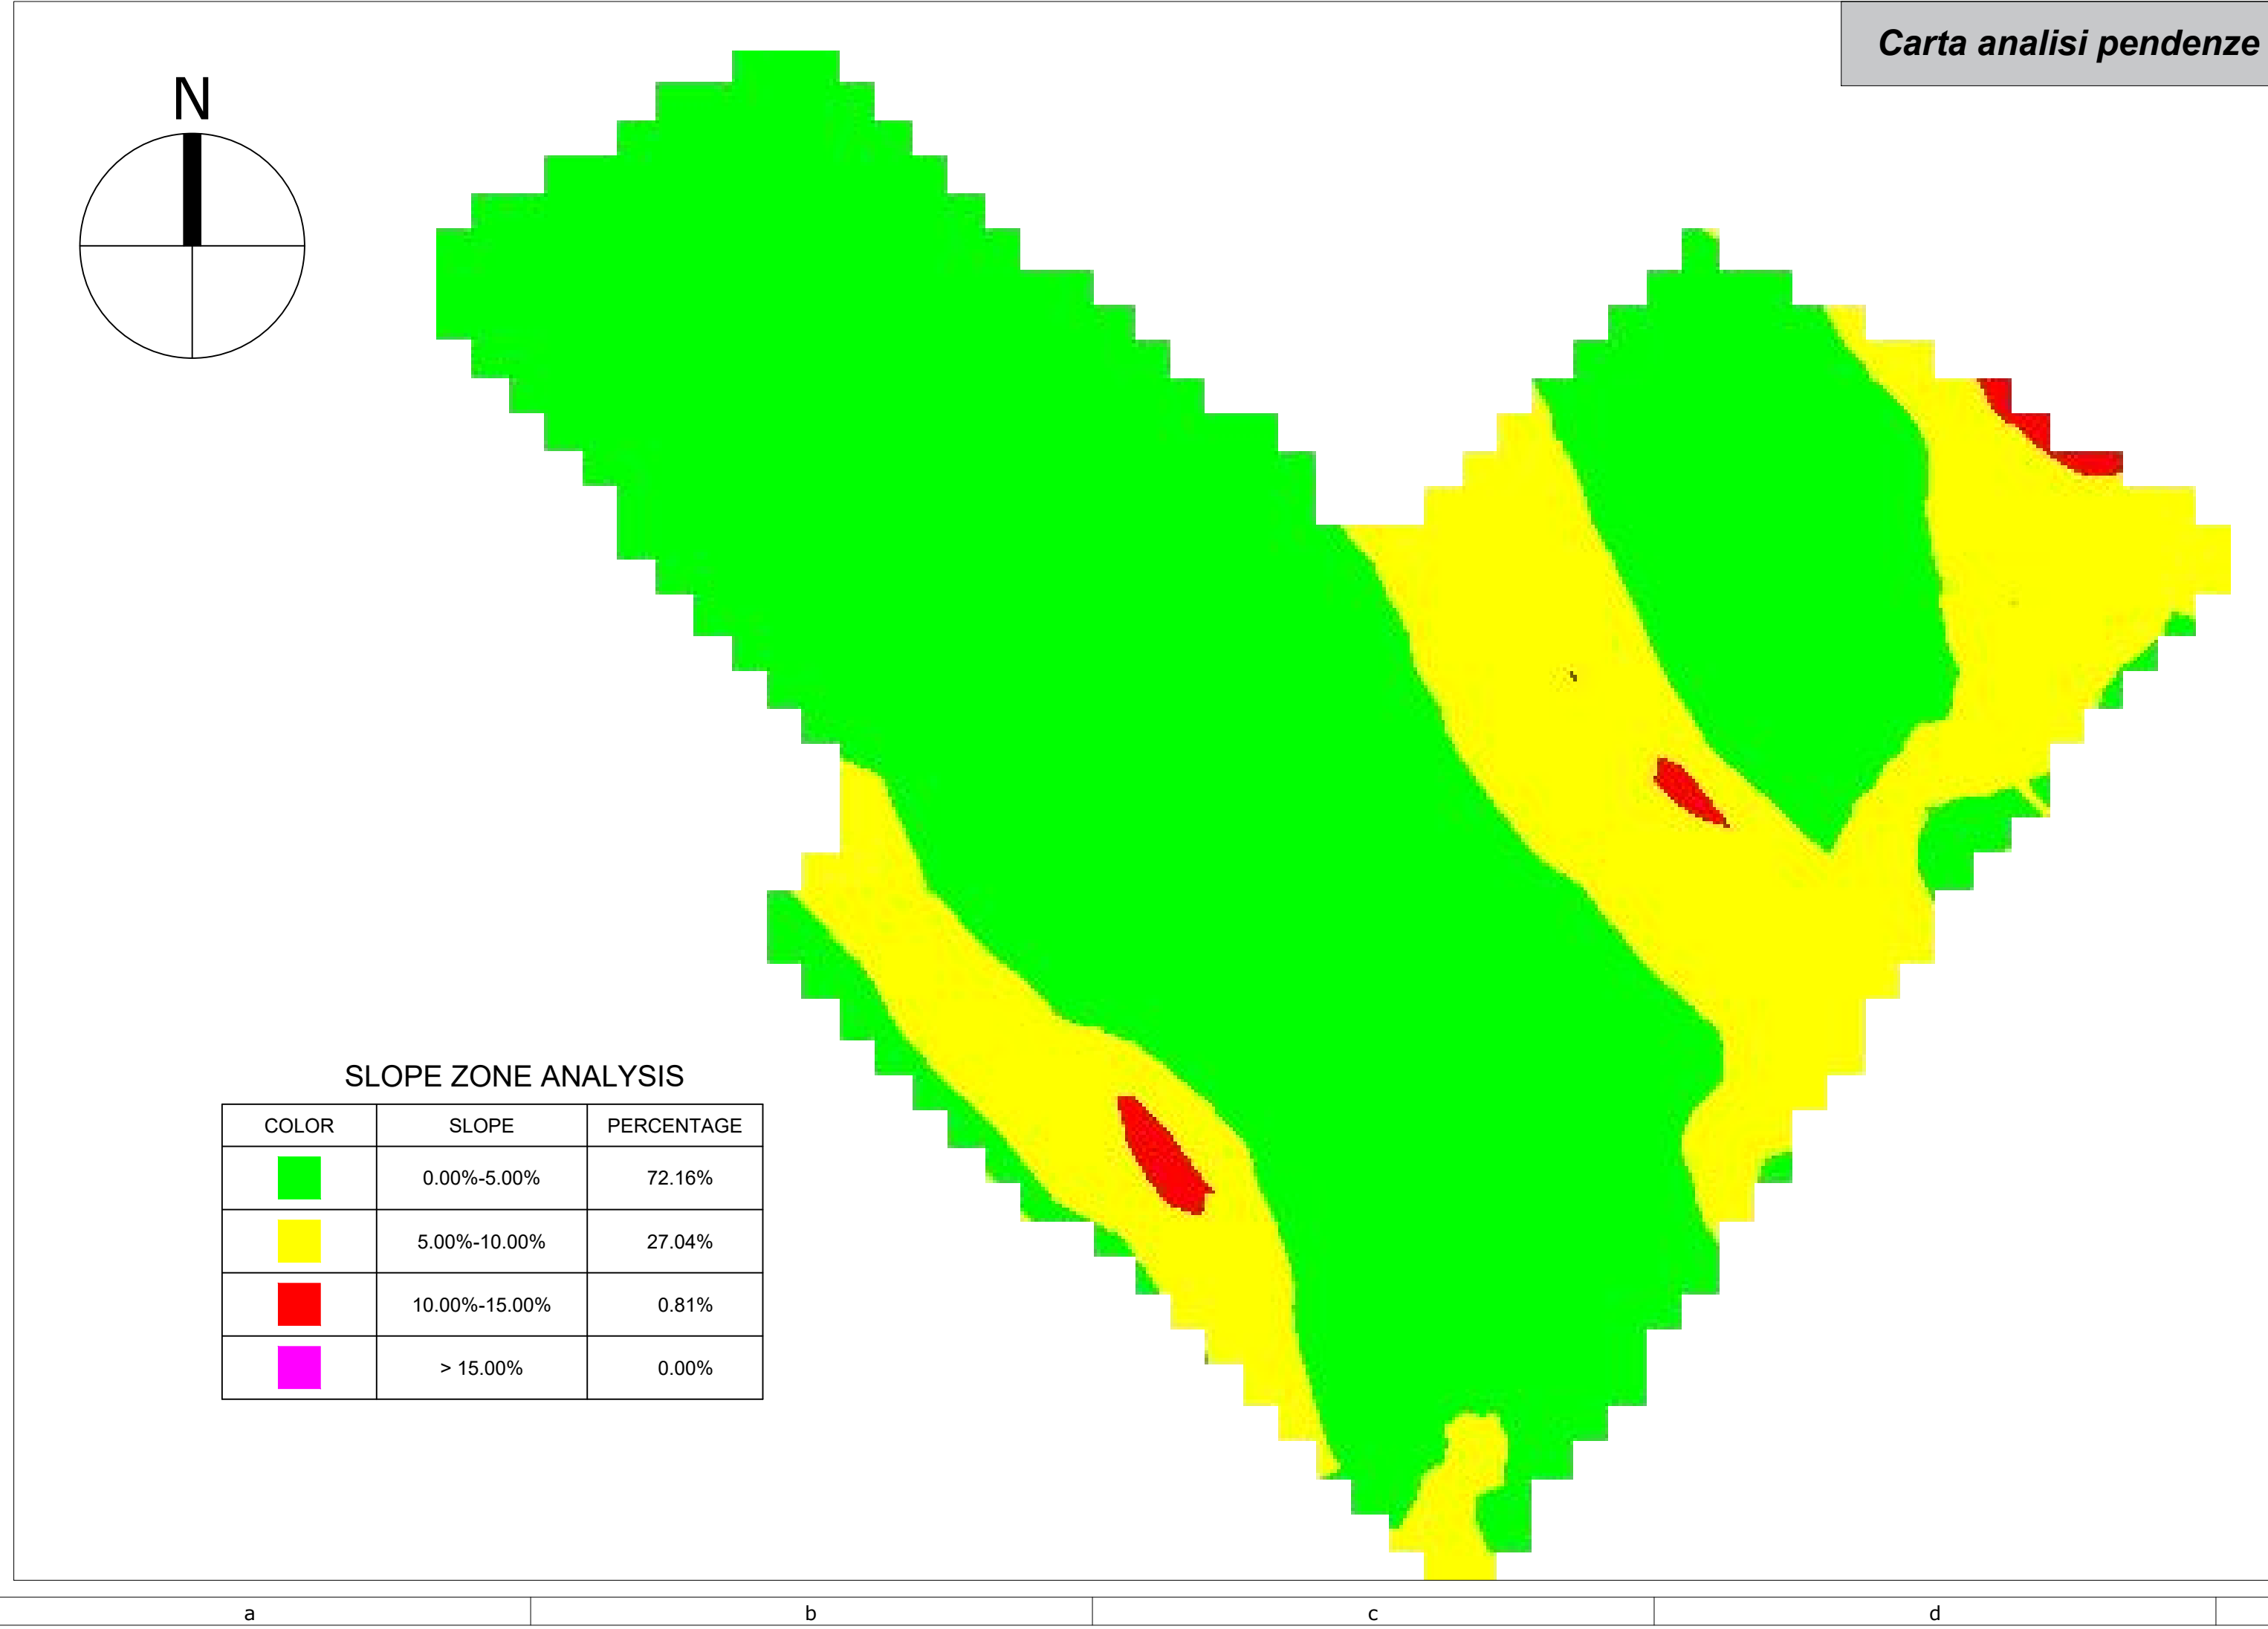 Carta analisi pendenze
N
SLOPE ZONE ANALYSIS
COLOR SLOPE PERCENTAGE
0.00%-5.00% 72.16%
5.00%-10.00% 27.04%
10.00%-15.00% 0.81%
> 15.00% 0.00%
a b c d